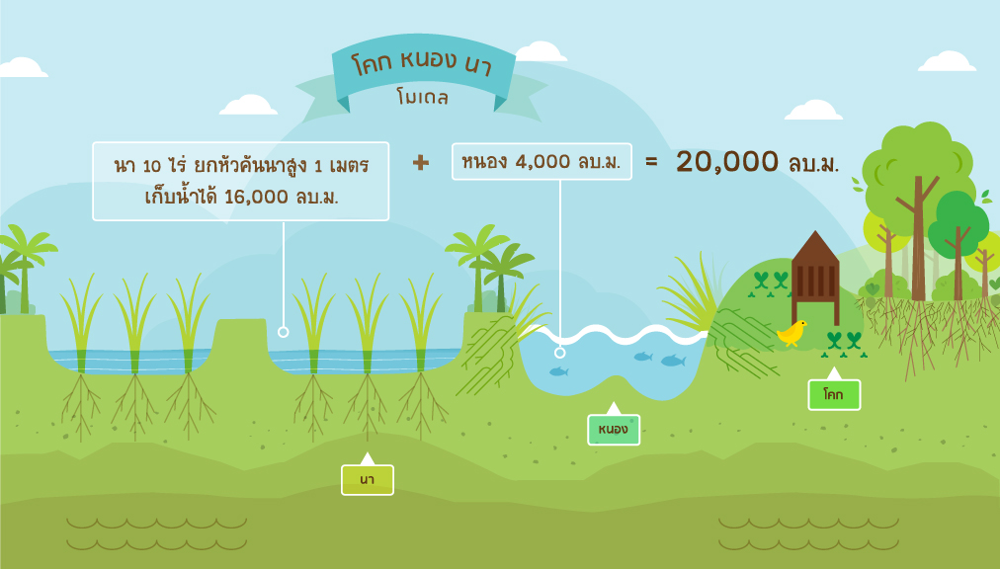 โคก หนอง นา
โมเดล
นา 10 ไร่ ยกหัวคันนาสูง 1 เมตร
เก็บน้ำได้ 16,000 ลบ.ม.
+
หนอง 4,000 ลบ.ม.
= 20,000 ลบ.ม.
โคก
หนอง
นา